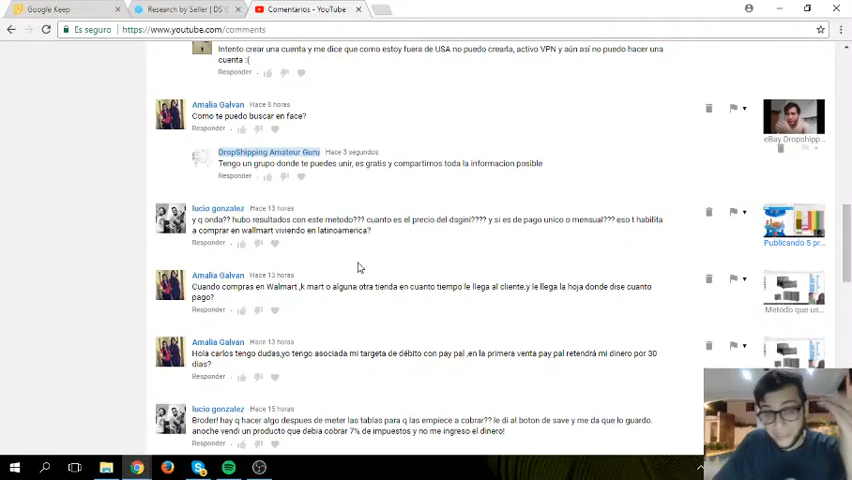 Google Keep
Research by Seller | DS C
Comentarios - YouTube
Es seguro
https://www.youtube.com/comments
Intento crear una cuenta y me dice que como estoy fuera de USA no puedo crearla, activo VPN y aún así no puedo hacer una
cuenta :(
Responder
Amalia Galvan Hace 8 horas
Como te puedo buscar en face?
Responder
eBay Dropshipp
DropShipping Amateur Guru Hace 3 segundos
Tengo un grupo donde te puedes unir, es gratis y compartimos toda la informacion posible
Responder
lucio gonzalez Hace 13 horas
y q onda?? hubo resultados con este metodo??? cuanto es el precio del dsgini???? y si es de pago unico o mensual??? eso t habilita
a comprar en wallmart viviendo en latinoamerica?
Responder
Publicando 5 pr...
Amalia Galvan Hace 13 horas
Cuando compras en Walmart ,k mart o alguna otra tienda en cuanto tiempo le llega al cliente,y le llega la hoja donde dise cuanto
pago?
Responder
Metodo que us...
Amalia Galvan Hace 13 horas
Hola carlos tengo dudas,yo tengo asociada mi targeta de débito con pay pal ,en la primera venta pay pal retendrá mi dinero por 30
dias?
Responder
lucio gonzalez Hace 15 horas
Broder! hay q hacer algo despues de meter las tablas para q las empiece a cobrar?? le di al boton de save y me da que lo guardo.
anoche vendi un producto que debia cobrar 7% de impuestos y no me ingreso el dinero!
Responder